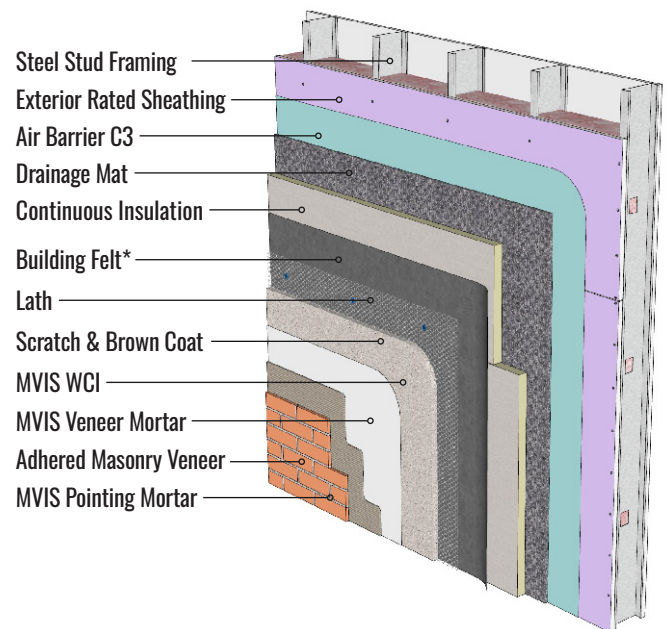 Steel Stud Framing
Exterior Rated Sheathing
Air Barrier C3
Drainage Mat
Continuous Insulation
Building Felt*
Lath
Scratch & Brown Coat
MVIS WCI
MVIS Veneer Mortar
Adhered Masonry Veneer
MVIS Pointing Mortar